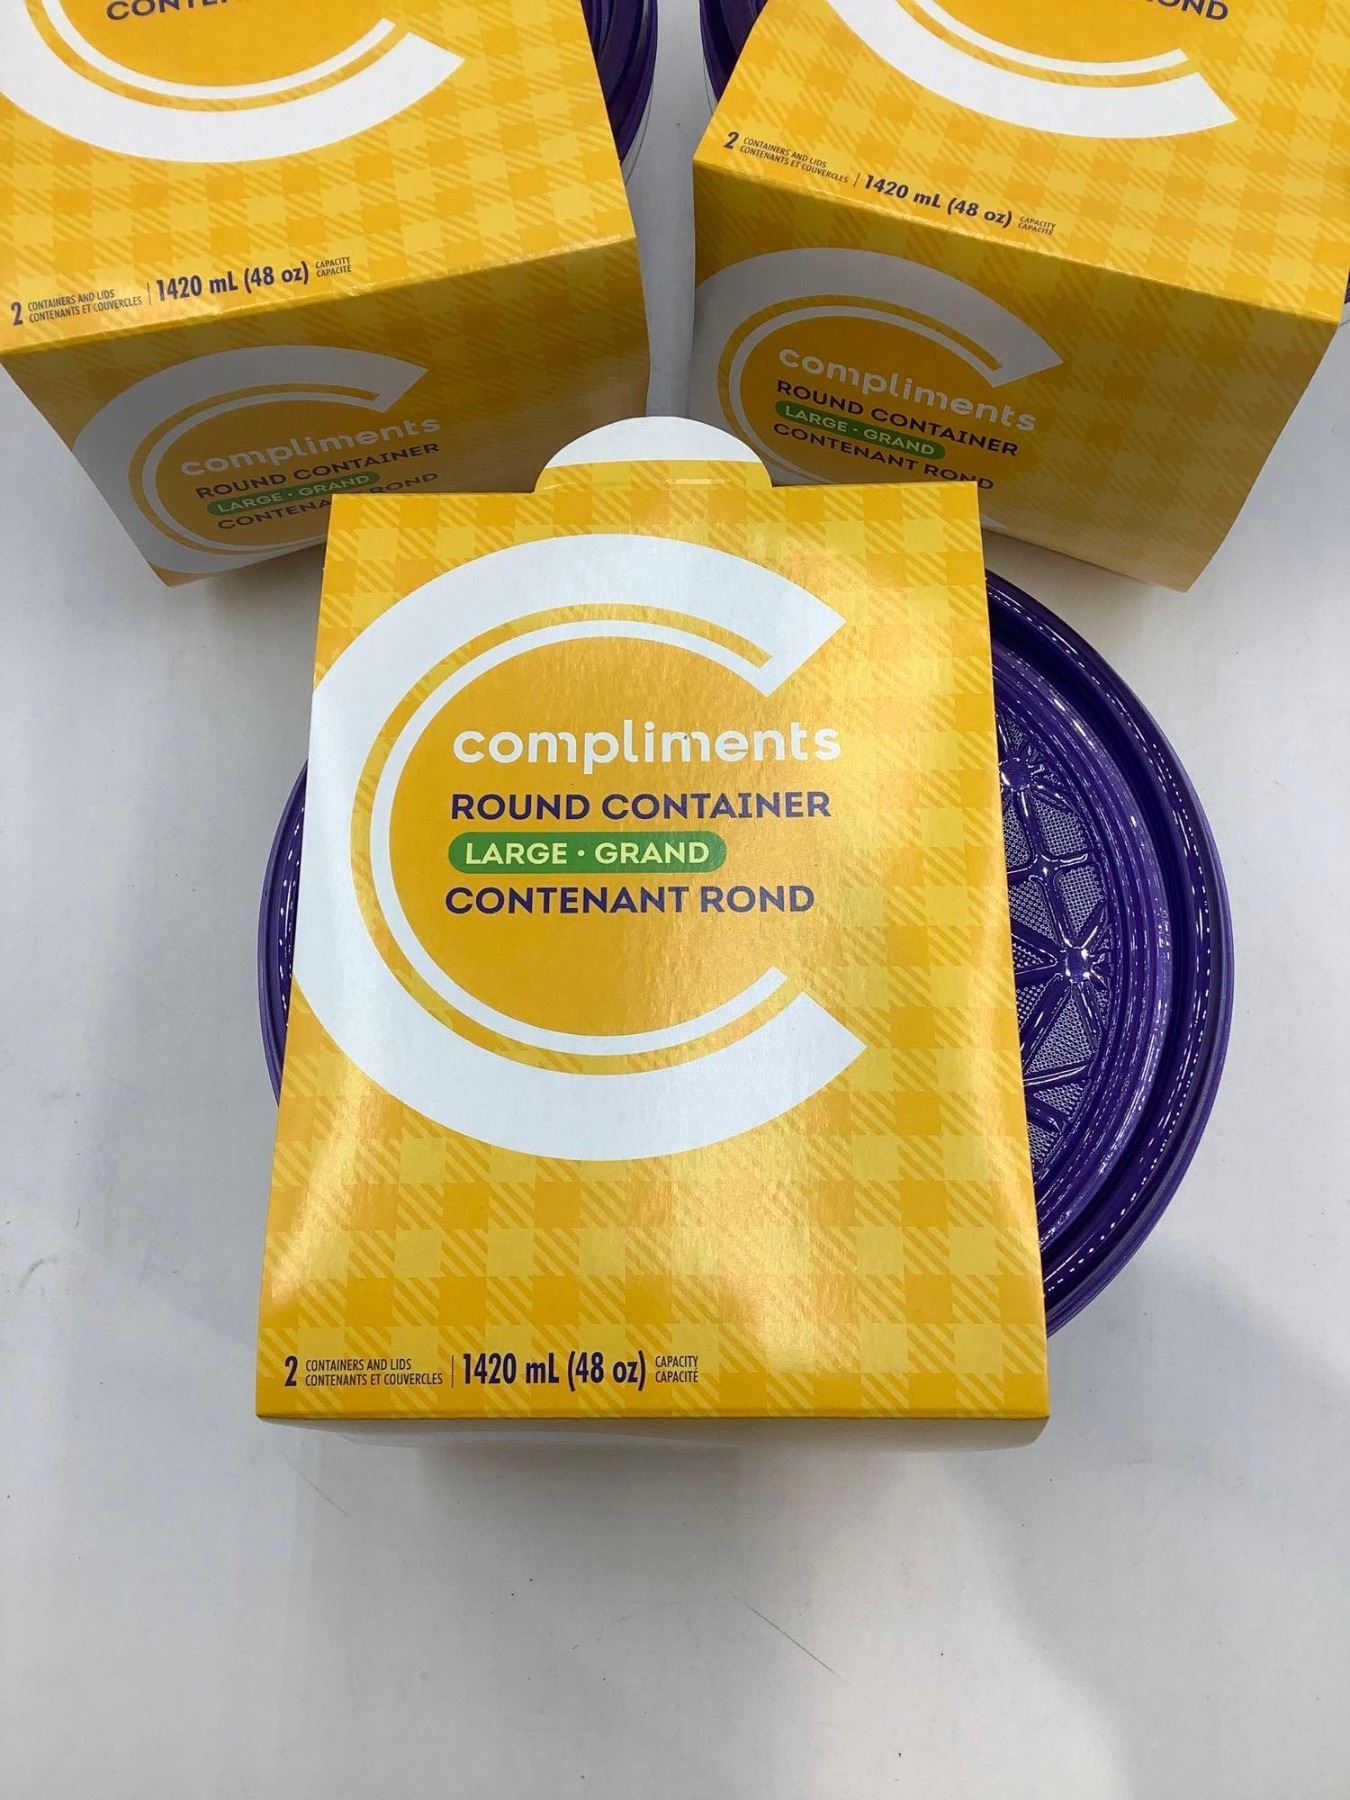 CONTEN
OND
2 CONTAINERS AND LIDS
CONTENANTS ET COUVERCLES
1420 mL (48 oz) CAPACITY
CAPACITÉ
compliments
ROUND CONTAINER
LARGE · GRAND
CONTENANT ROND
2 CONTAINERS AND LIDS
CONTENANTS ET COUVERCLES
1420 mL (48 oz) CAPACITY
CAPACITÉ
compliments
ROUND CONTAINER
LARGE · GRAND
CONTENANT ROND
compliments
ROUND CONTAINER
LARGE · GRAND
CONTENANT ROND
2 CONTAINERS AND LIDS
CONTENANTS ET COUVERCLES
1420 mL (48 oz) CAPACITY
CAPACITÉ